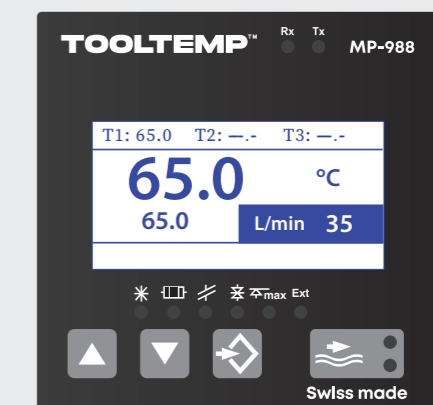 TOOLTEMP™ Rx Tx MP-988
T1: 65.0 T2: —.- T3: —.-
65.0 °C
65.0 L/min 35
max Ext
Swiss made